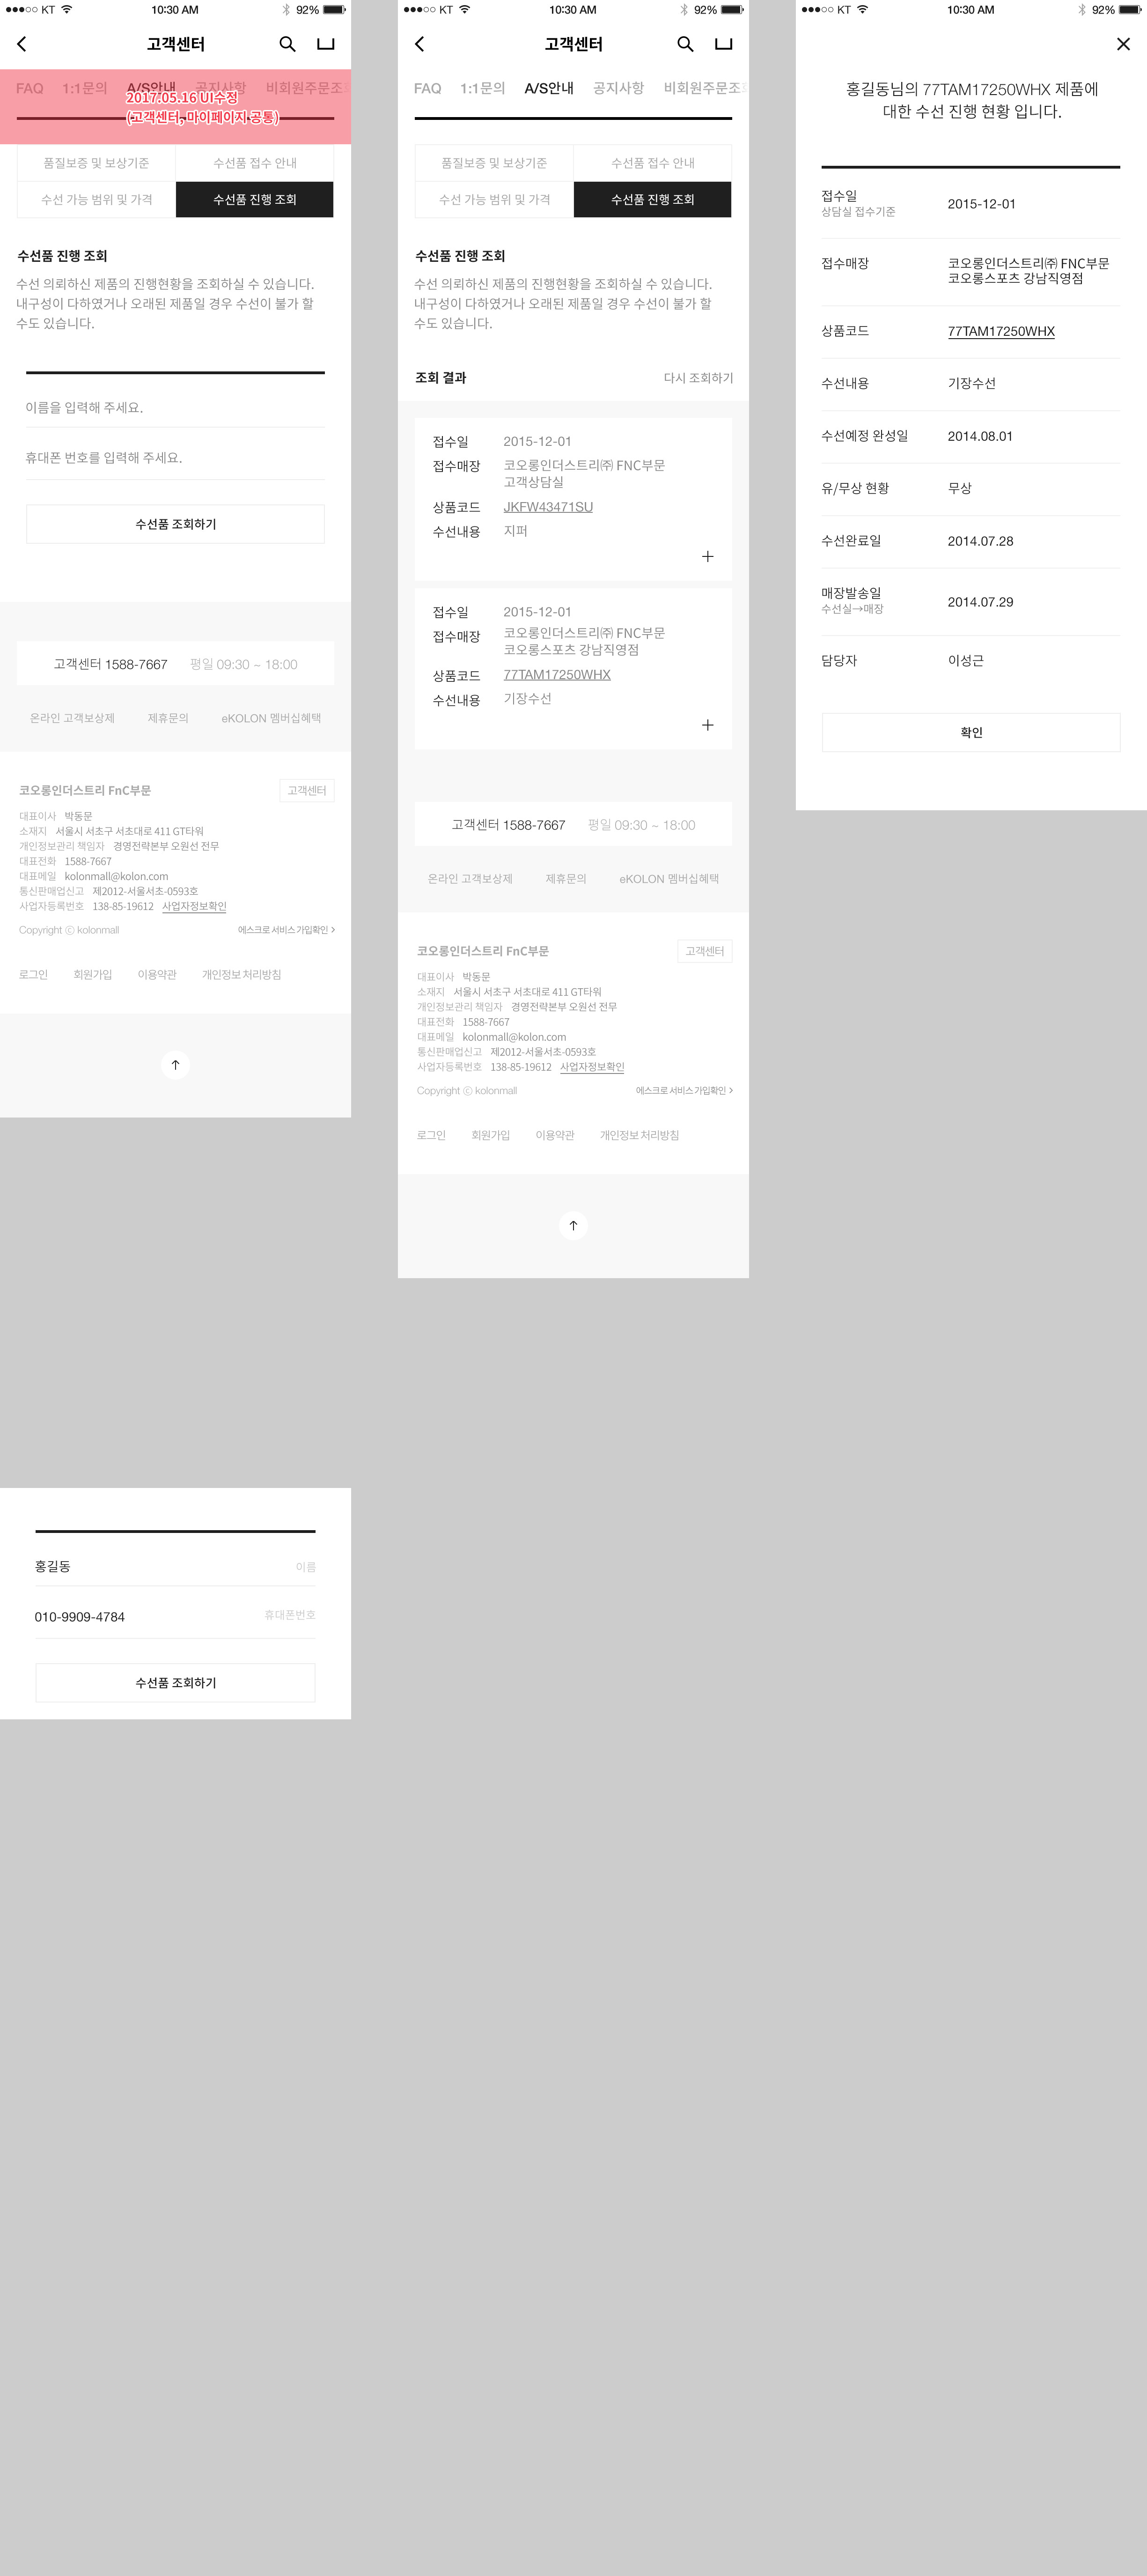 KT 10:30 AM 92%
고객센터
FAQ 1:1문의 A/S안내 공지사항 비회원주문조
2017.05.16 UI수정
(고객센터, 마이페이지 공통)
품질보증 및 보상기준 수선품 접수 안내
수선 가능 범위 및 가격 수선품 진행 조회
수선품 진행 조회
수선 의뢰하신 제품의 진행현황을 조회하실 수 있습니다.
내구성이 다하였거나 오래된 제품일 경우 수선이 불가 할
수도 있습니다.
이름을 입력해 주세요.
휴대폰 번호를 입력해 주세요.
수선품 조회하기
고객센터 1588-7667 평일 09:30 ~ 18:00
온라인 고객보상제 제휴문의 eKOLON 멤버십혜택
코오롱인더스트리 FnC부문 고객센터
대표이사 박동문
소재지 서울시 서초구 서초대로 411 GT타워
개인정보관리 책임자 경영전략본부 오원선 전무
대표전화 1588-7667
대표메일 kolonmall@kolon.com
통신판매업신고 제2012-서울서초-0593호
사업자등록번호 138-85-19612 사업자정보확인
Copyright ⓒ kolonmall 에스크로 서비스 가입확인 >
로그인 회원가입 이용약관 개인정보 처리방침
홍길동 이름
010-9909-4784 휴대폰번호
수선품 조회하기
KT 10:30 AM 92%
고객센터
FAQ 1:1문의 A/S안내 공지사항 비회원주문조
품질보증 및 보상기준 수선품 접수 안내
수선 가능 범위 및 가격 수선품 진행 조회
수선품 진행 조회
수선 의뢰하신 제품의 진행현황을 조회하실 수 있습니다.
내구성이 다하였거나 오래된 제품일 경우 수선이 불가 할
수도 있습니다.
조회 결과 다시 조회하기
접수일 2015-12-01
접수매장 코오롱인더스트리㈜ FNC부문
고객상담실
상품코드 JKFW43471SU
수선내용 지퍼
접수일 2015-12-01
접수매장 코오롱인더스트리㈜ FNC부문
코오롱스포츠 강남직영점
상품코드 77TAM17250WHX
수선내용 기장수선
고객센터 1588-7667 평일 09:30 ~ 18:00
온라인 고객보상제 제휴문의 eKOLON 멤버십혜택
코오롱인더스트리 FnC부문 고객센터
대표이사 박동문
소재지 서울시 서초구 서초대로 411 GT타워
개인정보관리 책임자 경영전략본부 오원선 전무
대표전화 1588-7667
대표메일 kolonmall@kolon.com
통신판매업신고 제2012-서울서초-0593호
사업자등록번호 138-85-19612 사업자정보확인
Copyright ⓒ kolonmall 에스크로 서비스 가입확인 >
로그인 회원가입 이용약관 개인정보 처리방침
KT 10:30 AM 92%
홍길동님의 77TAM17250WHX 제품에
대한 수선 진행 현황 입니다.
접수일 2015-12-01
상담실 접수기준
접수매장 코오롱인더스트리㈜ FNC부문
코오롱스포츠 강남직영점
상품코드 77TAM17250WHX
수선내용 기장수선
수선예정 완성일 2014.08.01
유/무상 현황 무상
수선완료일 2014.07.28
매장발송일 2014.07.29
수선실→매장
담당자 이성근
확인